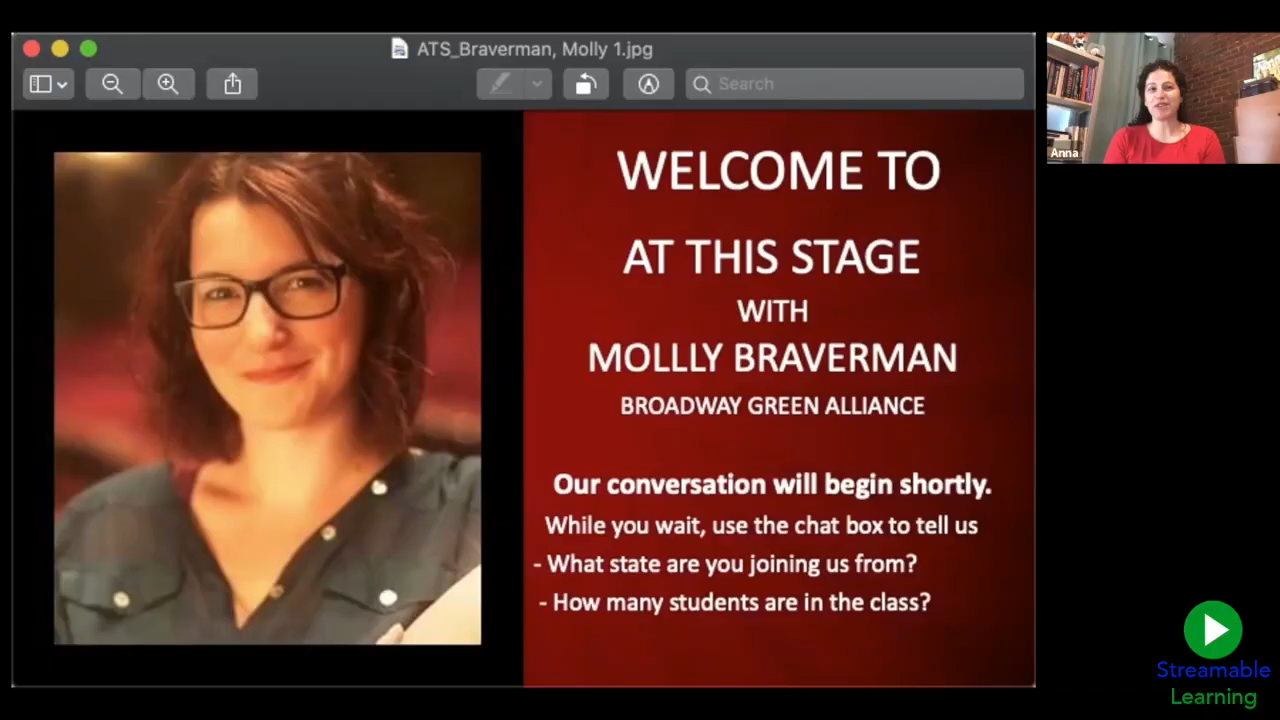 ATS_Braverman, Molly 1.jpg
Search
WELCOME TO
AT THIS STAGE
WITH
MOLLLY BRAVERMAN
BROADWAY GREEN ALLIANCE
Our conversation will begin shortly.
While you wait, use the chat box to tell us
- What state are you joining us from?
- How many students are in the class?
Anna
Streamable
Learning